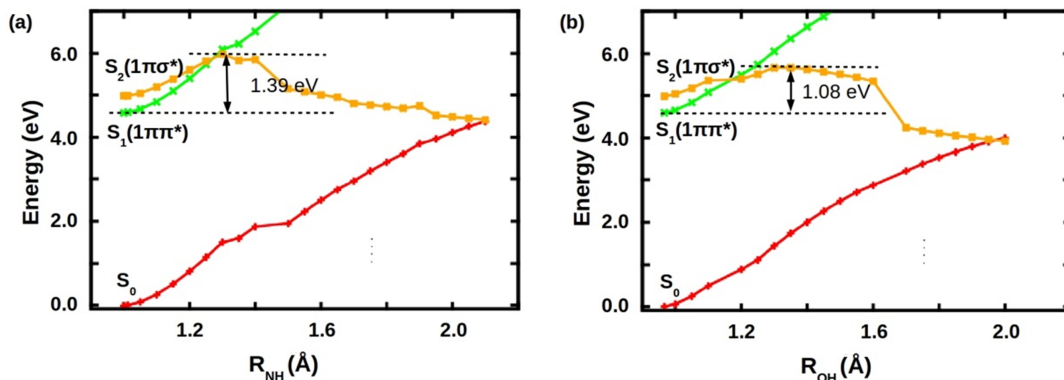 (a)
6.0
S2(1πσ*)
1.39 eV
S1(1ππ*)
4.0
Energy (eV)
2.0
S0
0.0
1.2
1.6
2.0
RNH (Å)
(b)
6.0
S2(1πσ*)
1.08 eV
S1(1ππ*)
4.0
Energy (eV)
2.0
S0
0.0
1.2
1.6
2.0
ROH (Å)